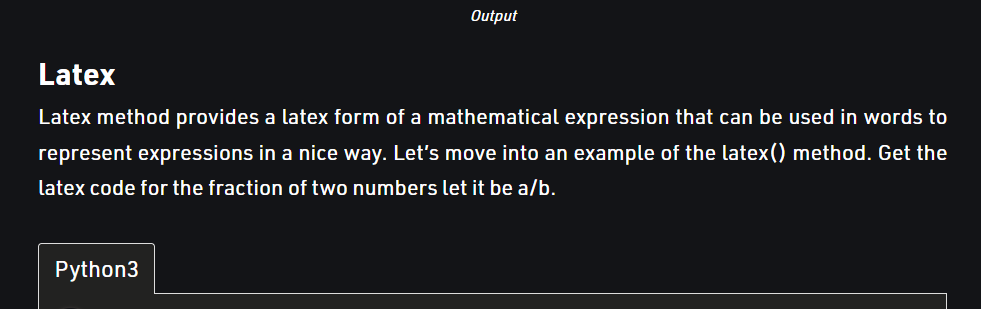 Output
Latex
Latex method provides a latex form of a mathematical expression that can be used in words to
represent expressions in a nice way. Let’s move into an example of the latex() method. Get the
latex code for the fraction of two numbers let it be a/b.
Python3